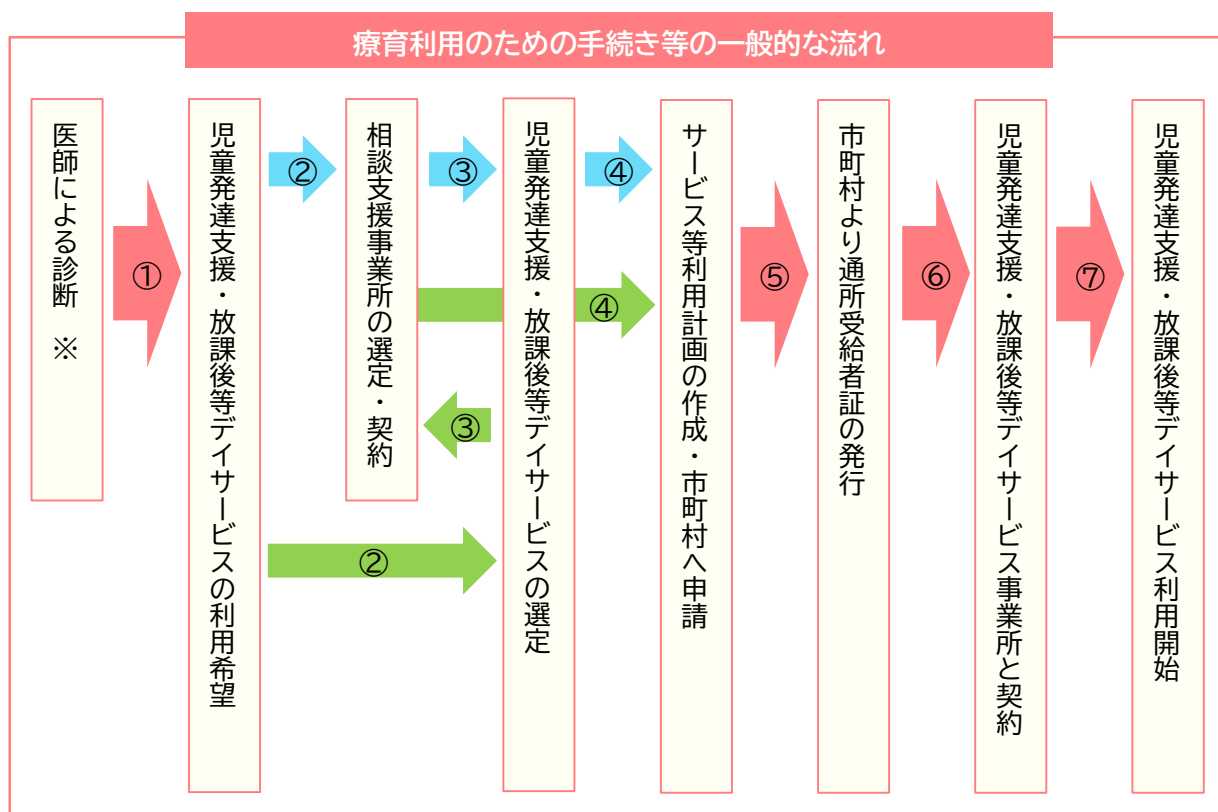 療育利用のための手続き等の一般的な流れ
医師による診断 ※
①
児童発達支援・放課後等デイサービスの利用希望
②
②
相談支援事業所の選定・契約
③
③
児童発達支援・放課後等デイサービスの選定
④
④
サービス等利用計画の作成・市町村へ申請
⑤
市町村より通所受給者証の発行
⑥
児童発達支援・放課後等デイサービス事業所と契約
⑦
児童発達支援・放課後等デイサービス利用開始